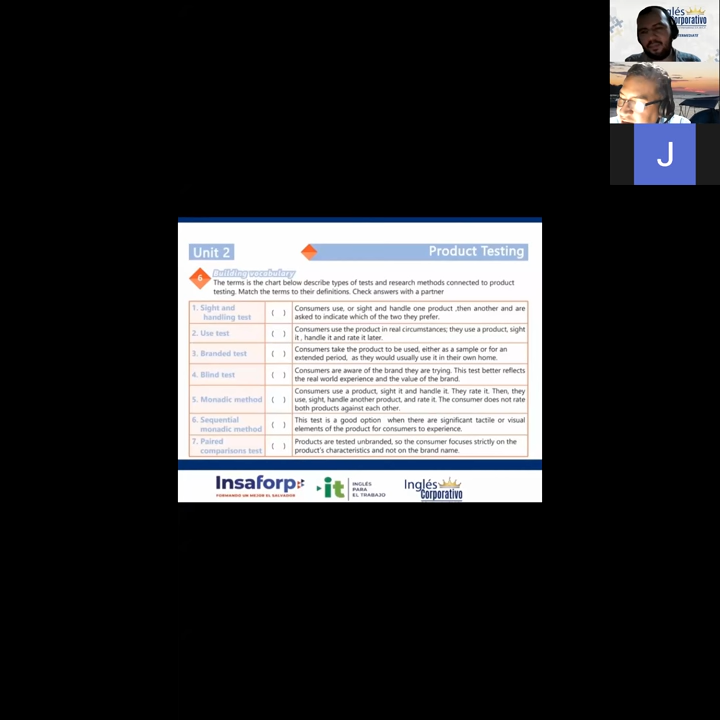 glés
Corporativo
J
Unit 2
Product Testing
6
Building vocabulary
The terms is the chart below describe types of tests and research methods connected to product
testing. Match the terms to their definitions. Check answers with a partner
1. Sight and
handling test
( )
Consumers use, or sight and handle one product ,then another and are
asked to indicate which of the two they prefer.
2. Use test
( )
Consumers use the product in real circumstances; they use a product, sight
it , handle it and rate it later.
3. Branded test
( )
Consumers take the product to be used, either as a sample or for an
extended period, as they would usually use it in their own home.
4. Blind test
( )
Consumers are aware of the brand they are trying. This test better reflects
the real world experience and the value of the brand.
5. Monadic method
( )
Consumers use a product, sight it and handle it. They rate it. Then, they
use, sight, handle another product, and rate it. The consumer does not rate
both products against each other.
6. Sequential
monadic method
( )
This test is a good option when there are significant tactile or visual
elements of the product for consumers to experience.
7. Paired
comparisons test
( )
Products are tested unbranded, so the consumer focuses strictly on the
product's characteristics and not on the brand name.
Insaforp
FORMANDO UN MEJOR EL SALVADOR
it
INGLÉS
PARA
EL TRABAJO
Inglés
Corporativo